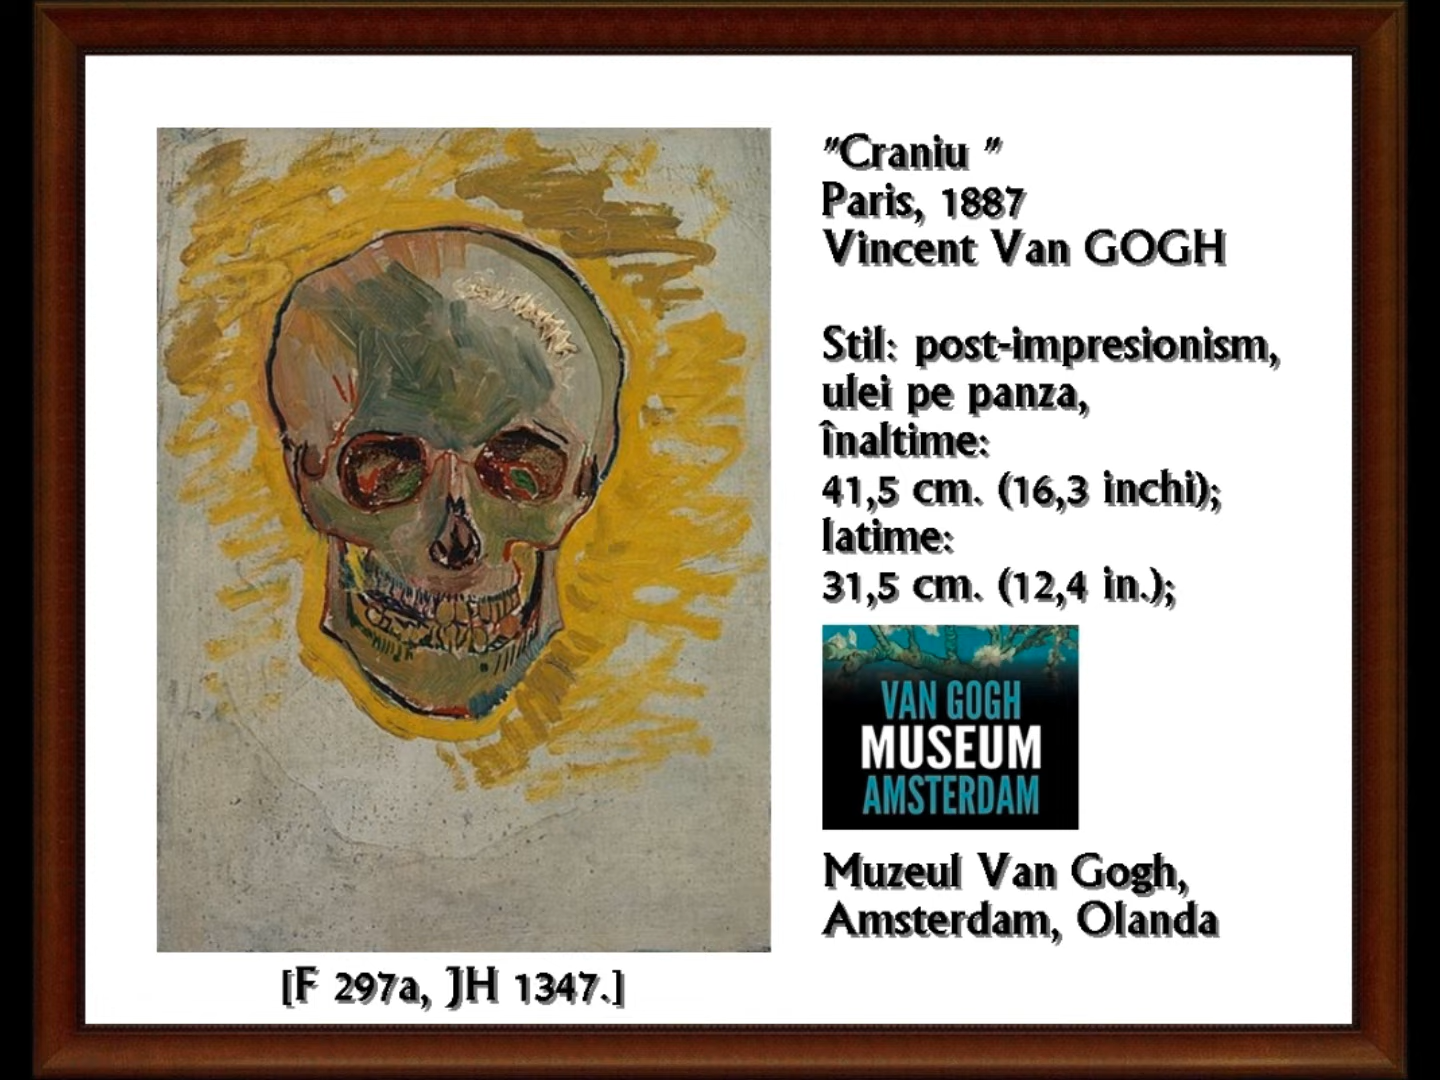 "Craniu "
Paris, 1887
Vincent Van GOGH
Stil: post-impresionism,
ulei pe panza,
înaltime:
41,5 cm. (16,3 inchi);
latime:
31,5 cm. (12,4 in.);
VAN GOGH
MUSEUM
AMSTERDAM
Muzeul Van Gogh,
Amsterdam, Olanda
[F 297a, JH 1347.]